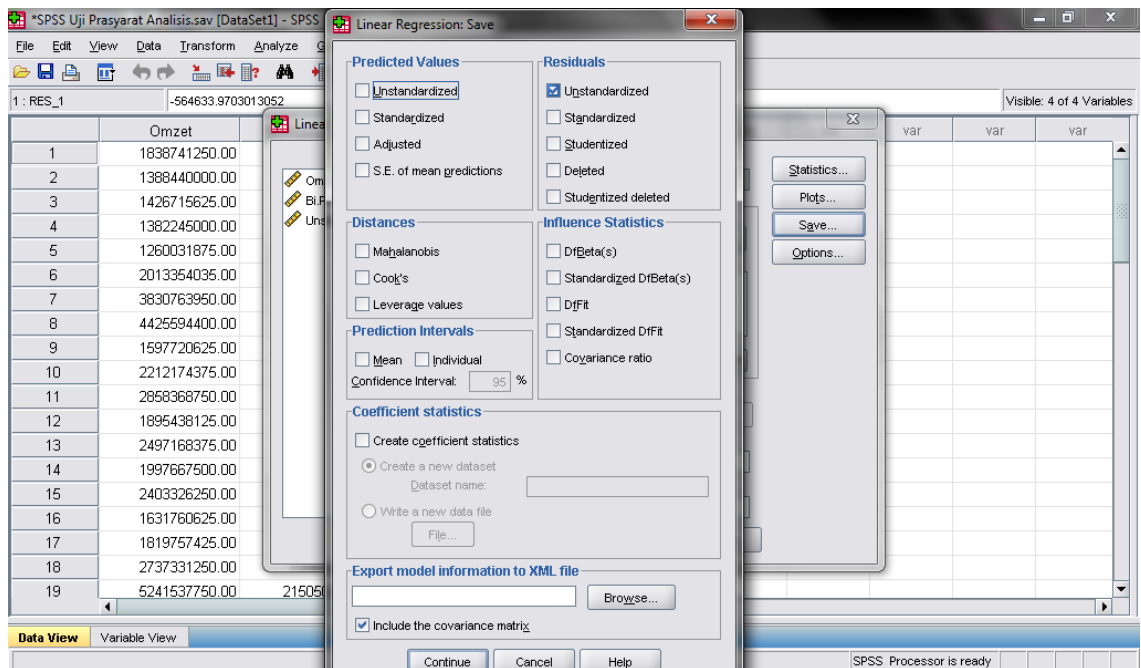 *SPSS Uji Prasyarat Analisis.sav [DataSet1] - SPSS
File Edit View Data Transform Analyze
1 : RES_1
-564633.9703013052
Visible: 4 of 4 Variables
Omzet
var
var
var
1 1838741250.00
2 1388440000.00
3 1426715625.00
4 1382245000.00
5 1260031875.00
6 2013354035.00
7 3830763950.00
8 4425594400.00
9 1597720625.00
10 2212174375.00
11 2858368750.00
12 1895438125.00
13 2497168375.00
14 1997667500.00
15 2403326250.00
16 1631760625.00
17 1819757425.00
18 2737331250.00
19 5241537750.00
Data View
Variable View
SPSS Processor is ready
Statistics...
Plots...
Save...
Options...
Linear Regression: Save
Predicted Values
Unstandardized
Standardized
Adjusted
S.E. of mean predictions
Residuals
Unstandardized
Standardized
Studentized
Deleted
Studentized deleted
Distances
Mahalanobis
Cook's
Leverage values
Influence Statistics
DfBeta(s)
Standardized DfBeta(s)
DfFit
Standardized DfFit
Covariance ratio
Prediction Intervals
Mean
Individual
Confidence Interval: 95 %
Coefficient statistics
Create coefficient statistics
Create a new dataset
Dataset name:
Write a new data file
File...
Export model information to XML file
Browse...
Include the covariance matrix
Continue
Cancel
Help